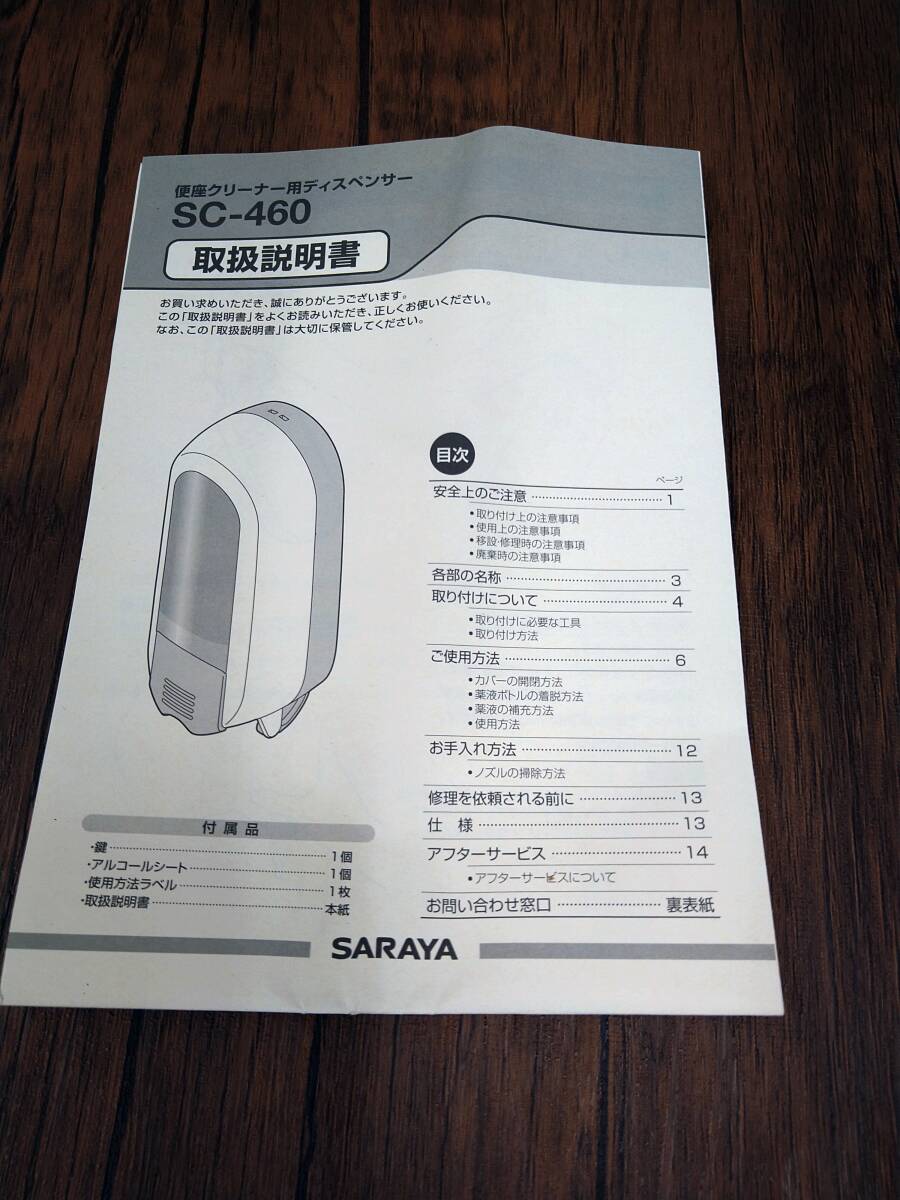 便座クリーナー用ディスペンサー
SC-460
取扱説明書
お買い求めいただき、誠にありがとうございます。
この「取扱説明書」をよくお読みいただき、正しくお使いください。
なお、この「取扱説明書」は大切に保管してください。
目次
ページ
安全上のご注意 ……………………………… 1
•取り付け上の注意事項
•使用上の注意事項
•移設・修理時の注意事項
•廃棄時の注意事項
各部の名称 ……………………………… 3
取り付けについて ……………………………… 4
•取り付けに必要な工具
•取り付け方法
ご使用方法 ……………………………… 6
•カバーの開閉方法
•薬液ボトルの着脱方法
•薬液の補充方法
•使用方法
お手入れ方法 ……………………………… 12
•ノズルの掃除方法
修理を依頼される前に ……………………… 13
仕 様 ……………………………… 13
アフターサービス ……………………………… 14
•アフターサービスについて
お問い合わせ窓口 ……………………… 裏表紙
付属品
・鍵 ……………………………… 1個
・アルコールシート ……………………… 1個
・使用方法ラベル ……………………… 1枚
・取扱説明書 ……………………… 本紙
SARAYA